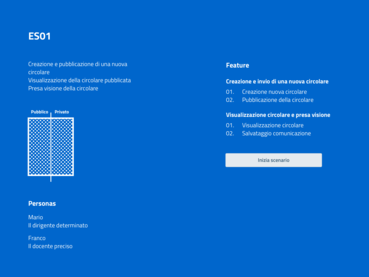 ES01
Creazione e pubblicazione di una nuova
circolare
Visualizzazione della circolare pubblicata
Presa visione della circolare
Pubblico
Privato
Personas
Mario
Il dirigente determinato
Franco
Il docente preciso
Feature
Creazione e invio di una nuova circolare
01. Creazione nuova circolare
02. Pubblicazione della circolare
Visualizzazione circolare e presa visione
01. Visualizzazione circolare
02. Salvataggio comunicazione
Inizia scenario